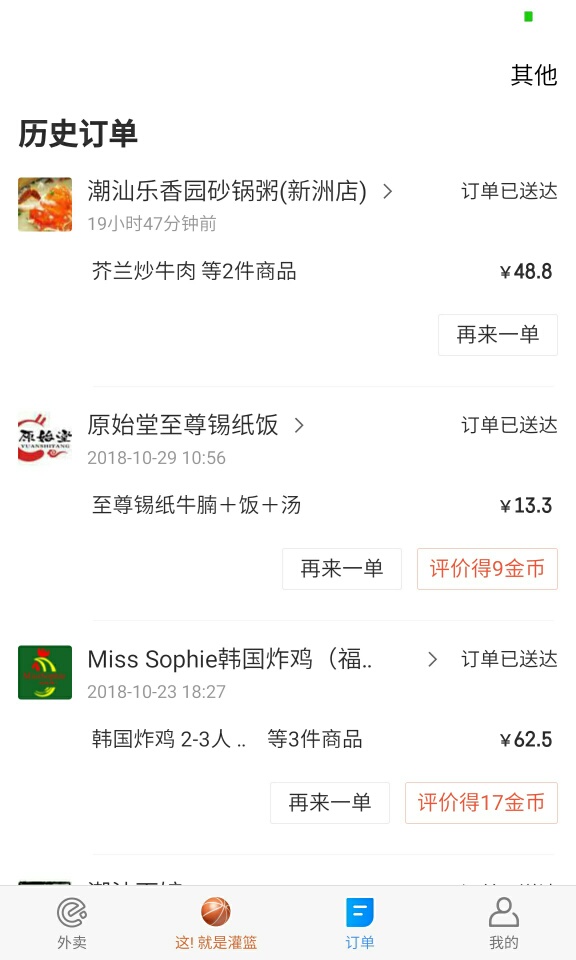 其他
历史订单
潮汕乐香园砂锅粥(新洲店) 订单已送达
19小时47分钟前
芥兰炒牛肉 等2件商品 ¥48.8
再来一单
原始堂
YUANSHITANG
原始堂至尊锡纸饭 订单已送达
2018-10-29 10:56
至尊锡纸牛腩+饭+汤 ¥13.3
再来一单 评价得9金币
Miss Sophie韩国炸鸡（福.. 订单已送达
2018-10-23 18:27
韩国炸鸡 2-3人 .. 等3件商品 ¥62.5
再来一单 评价得17金币
外卖 这! 就是灌篮 订单 我的